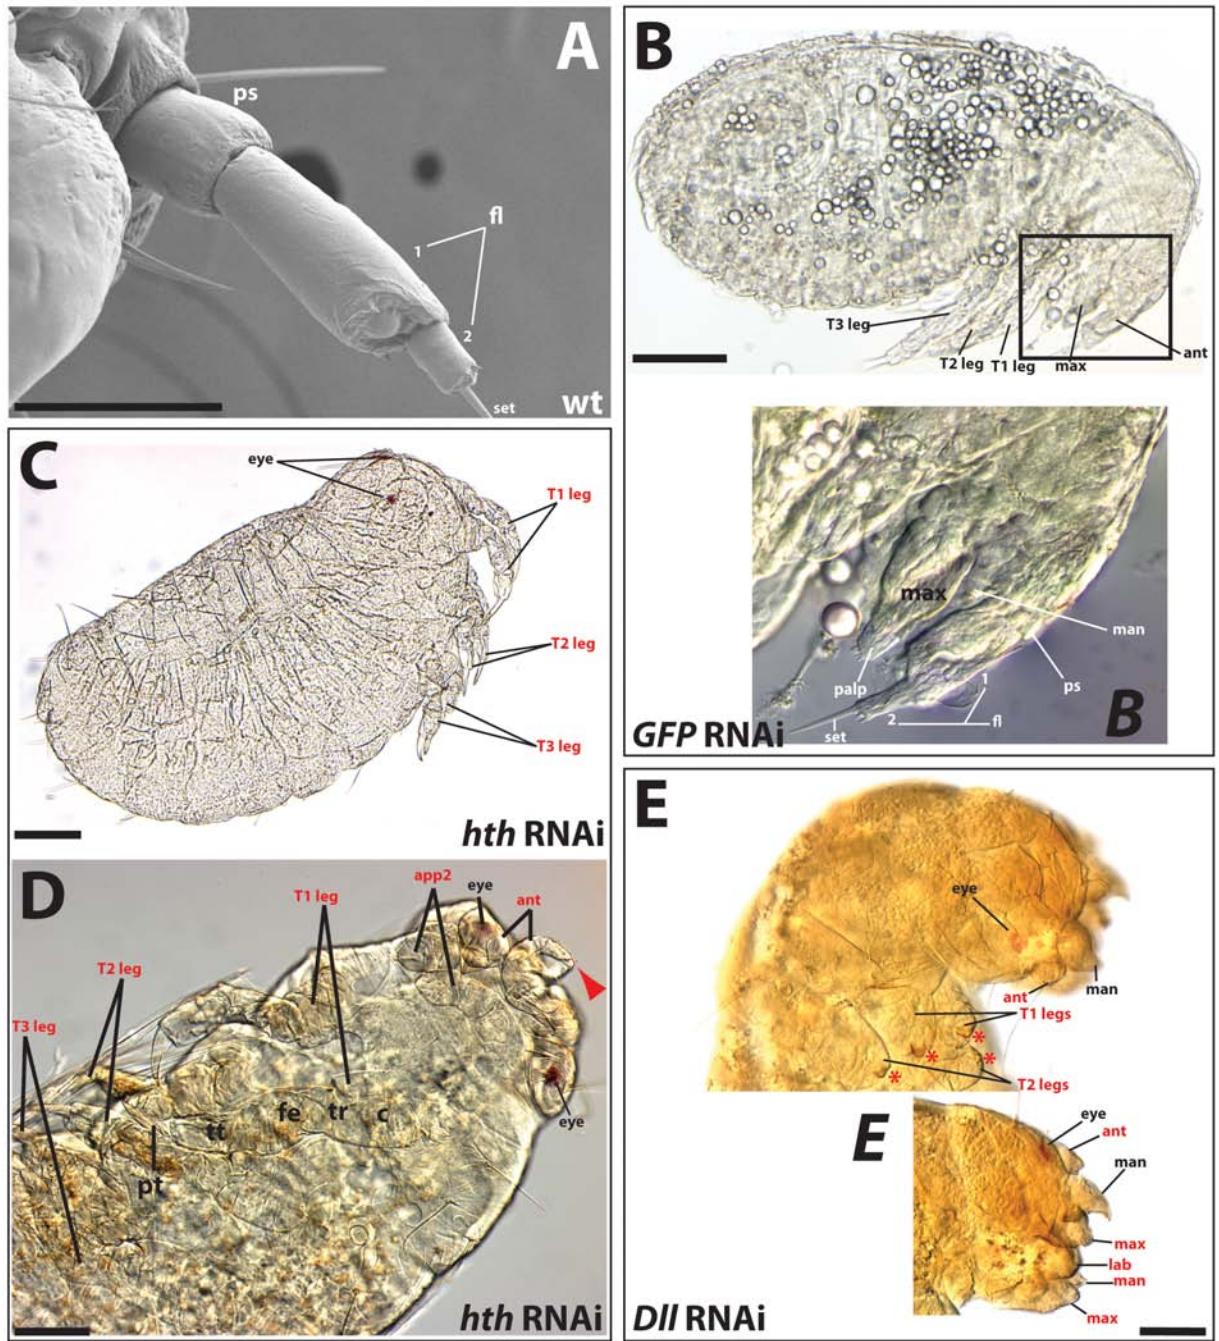 A
ps
fl
1
2
set
wt
B
T3 leg
T2 leg
T1 leg
max
ant
max
man
palp
ps
1
2
fl
set
B
GFP RNAi
C
eye
T1 leg
T2 leg
T3 leg
hth RNAi
D
app2
eye
T1 leg
ant
T2 leg
T3 leg
fe
tr
c
tt
eye
pt
hth RNAi
E
eye
man
ant
T1 legs
*
*
*
*
T2 legs
E
eye
ant
man
max
lab
man
max
Dll RNAi